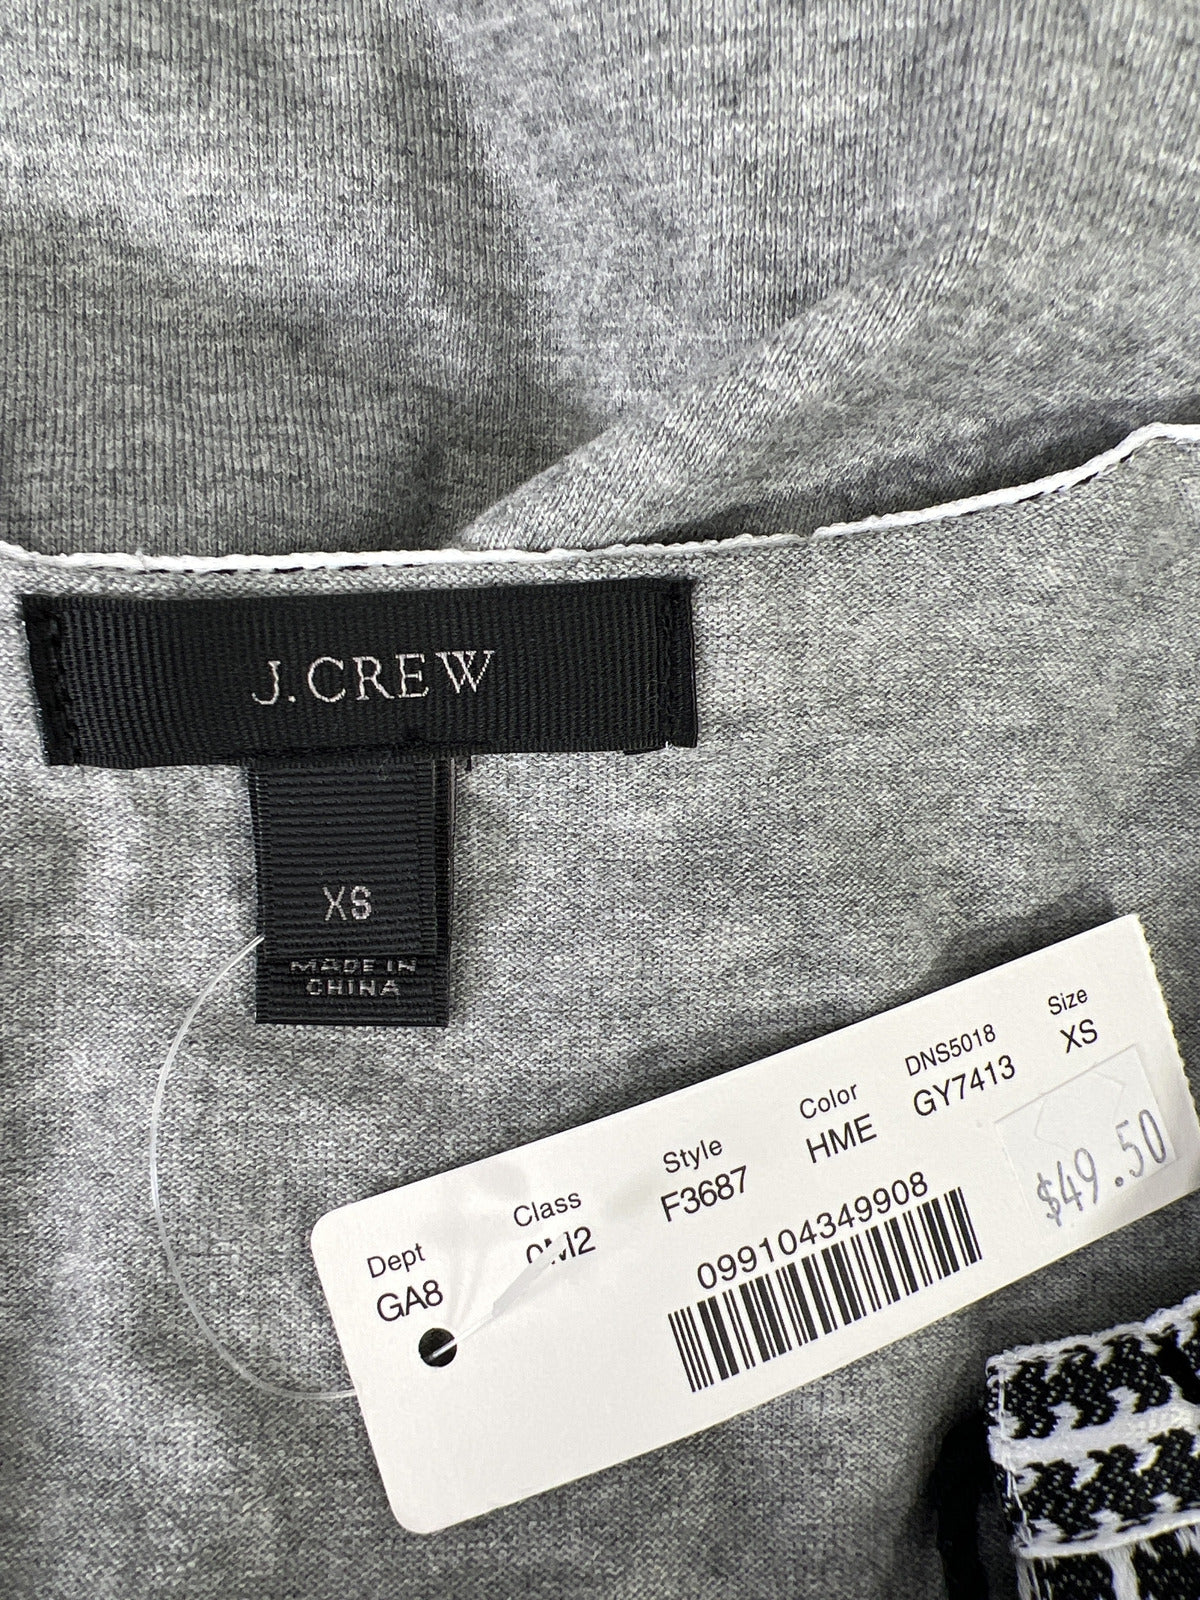 J.CREW
XS
MADE IN
CHINA
Dept Class Style Color DNS5018 Size
GA8 0M2 F3687 HME GY7413 XS
099104349908
$49.50